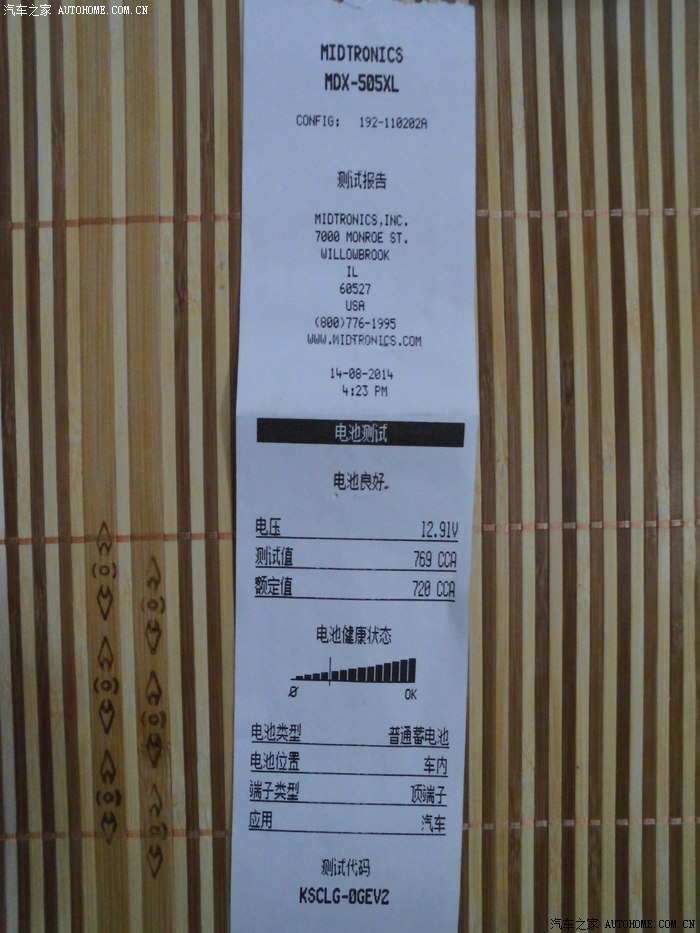 汽车之家 AUTOHOME.COM.CN
MIDTRONICS
MDX-505XL
CONFIG: 192-110202A
测试报告
MIDTRONICS,INC.
7000 MONROE ST.
WILLOWBROOK
IL
60527
USA
(800)776-1995
WWW.MIDTRONICS.COM
14-08-2014
4:23 PM
电池测试
电池良好.
电压 12.91V
测试值 769 CCA
额定值 720 CCA
电池健康状态
0 OK
电池类型 普通蓄电池
电池位置 车内
端子类型 顶端子
应用 汽车
测试代码
KSCLG-0GEV2
汽车之家 AUTOHOME.COM.CN